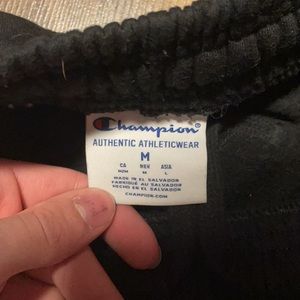 Champion
AUTHENTIC ATHLETICWEAR
M
CA MEX ASIA
M/M M L
MADE IN EL SALVADOR
FABRIQUÉ AU SALVADOR
HECHO EN EL SALVADOR
CHAMPION.COM